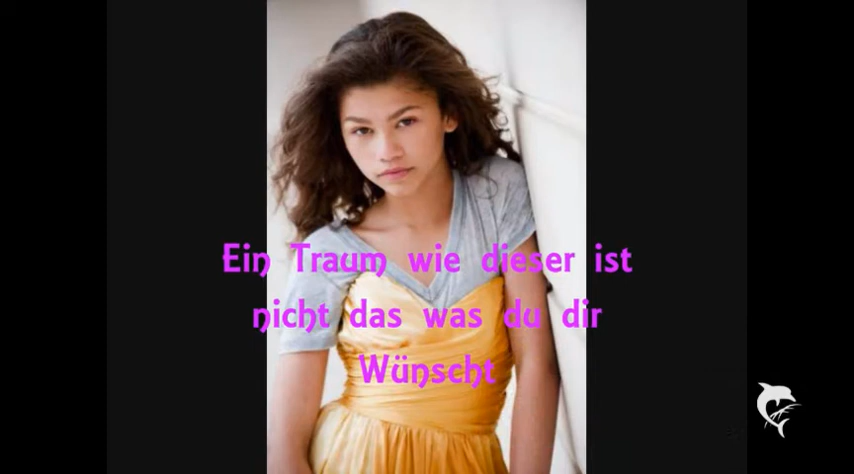 Ein Traum wie dieser ist
nicht das was du dir
Wünscht